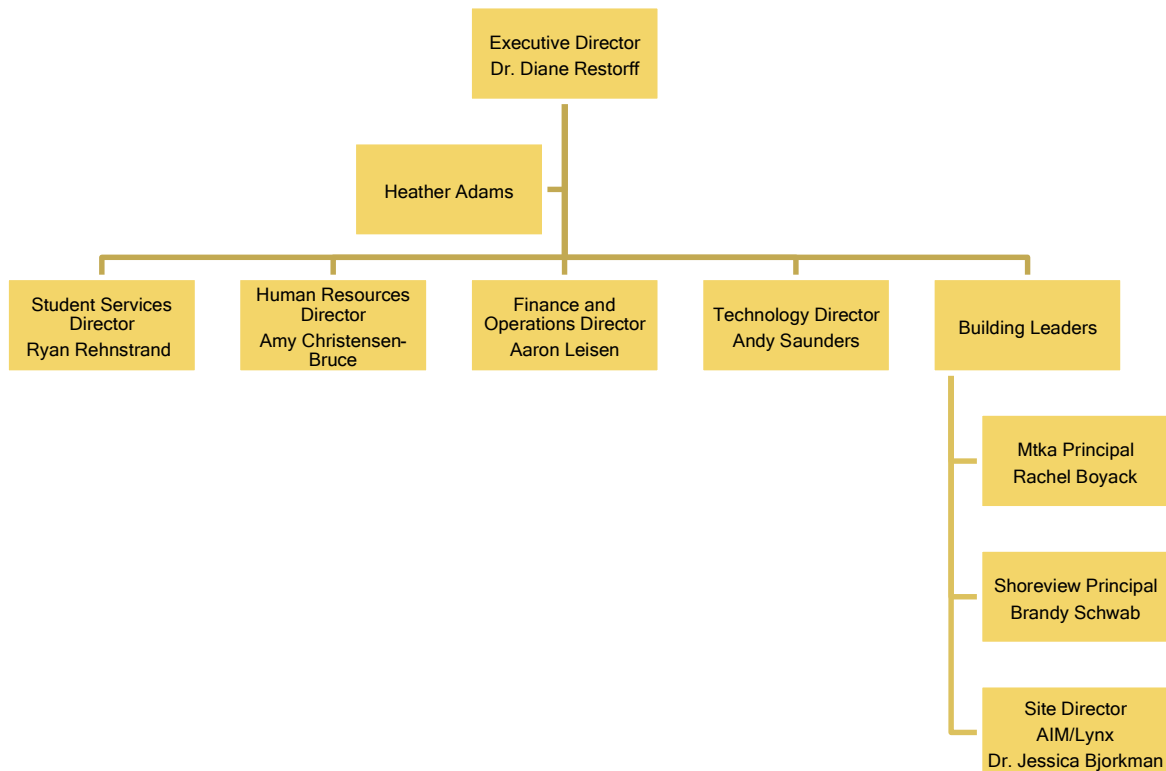 Executive Director
Dr. Diane Restorff
Heather Adams
Student Services
Director
Ryan Rehnstrand
Human Resources
Director
Amy Christensen-
Bruce
Finance and
Operations Director
Aaron Leisen
Technology Director
Andy Saunders
Building Leaders
Mtka Principal
Rachel Boyack
Shoreview Principal
Brandy Schwab
Site Director
AIM/Lynx
Dr. Jessica Bjorkman